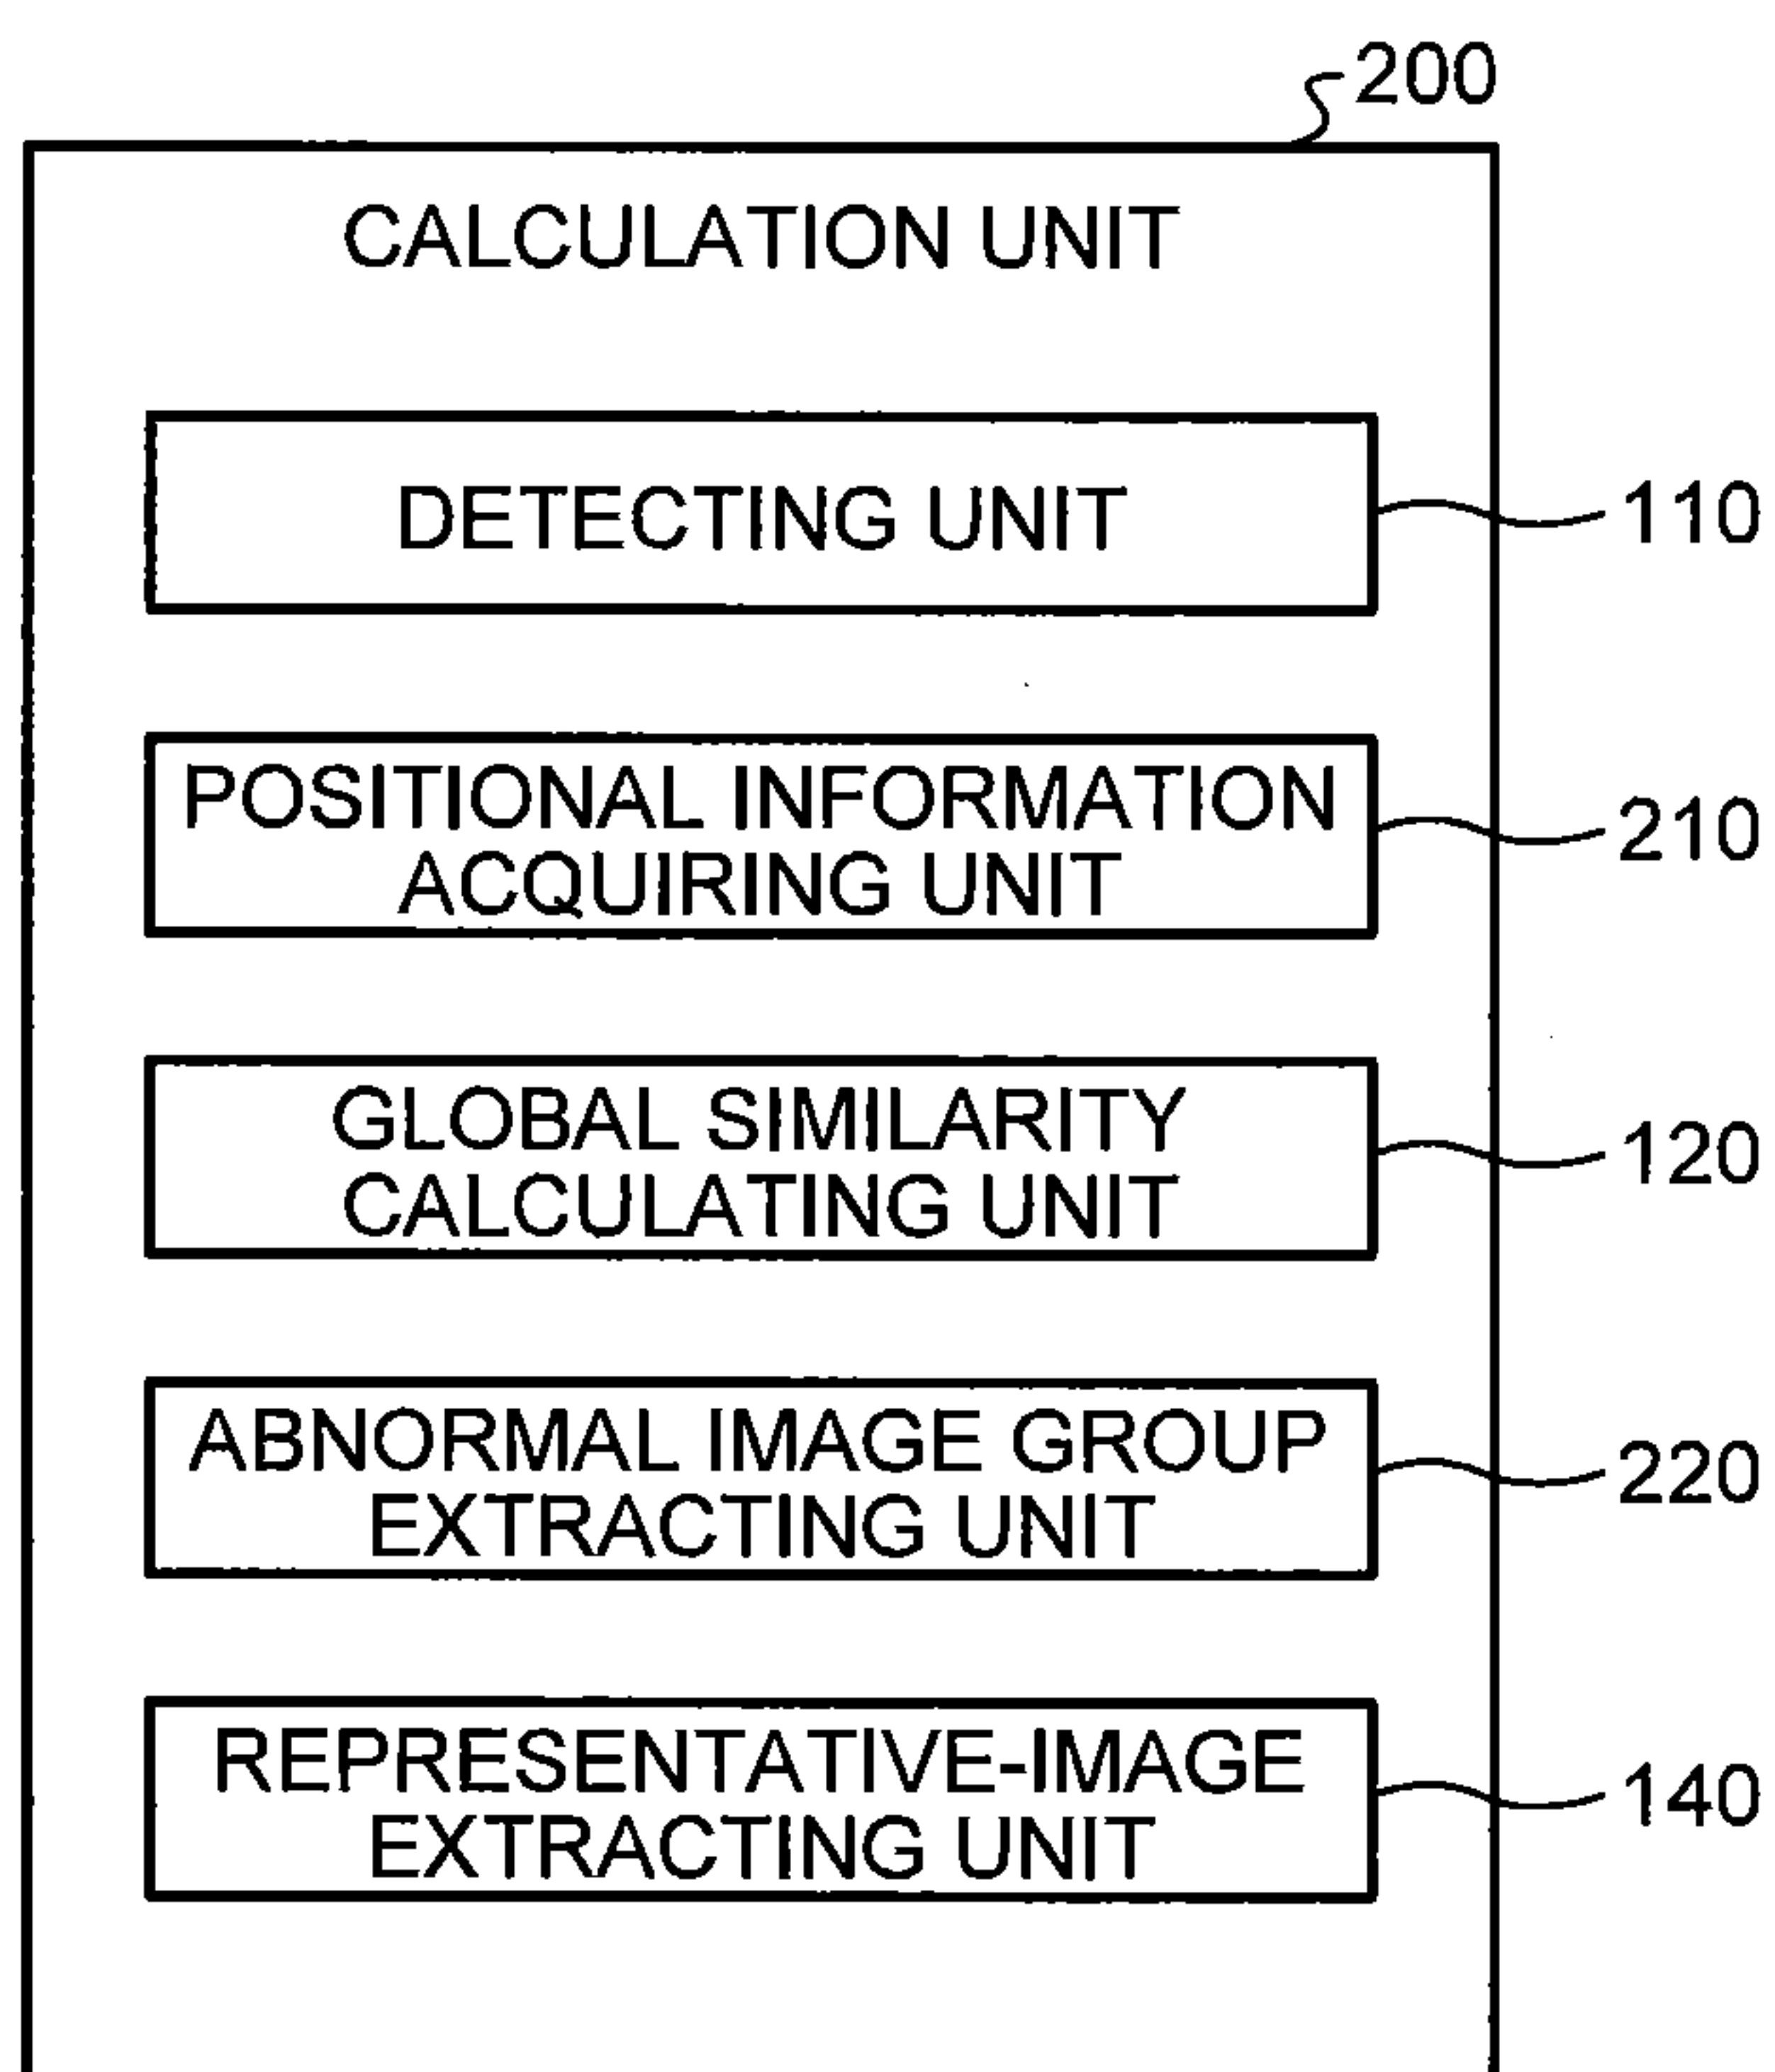 200
CALCULATION UNIT
DETECTING UNIT
110
POSITIONAL INFORMATION
ACQUIRING UNIT
210
GLOBAL SIMILARITY
CALCULATING UNIT
120
ABNORMAL IMAGE GROUP
EXTRACTING UNIT
220
REPRESENTATIVE-IMAGE
EXTRACTING UNIT
140